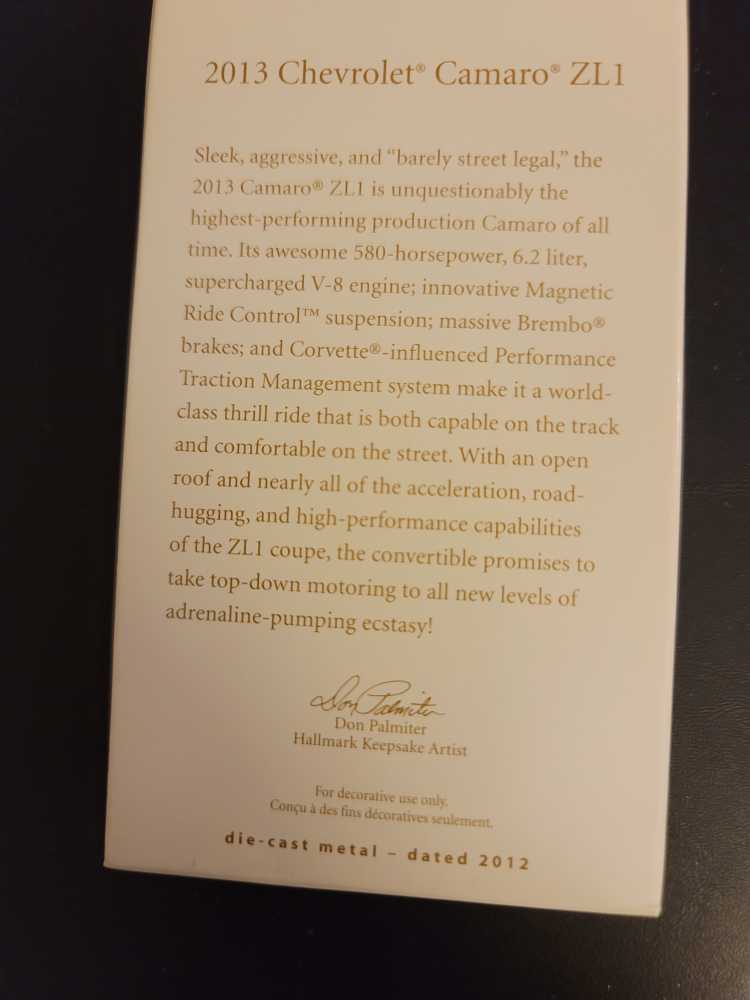 2013 Chevrolet® Camaro® ZL1
Sleek, aggressive, and “barely street legal,” the
2013 Camaro® ZL1 is unquestionably the
highest-performing production Camaro of all
time. Its awesome 580-horsepower, 6.2 liter,
supercharged V-8 engine; innovative Magnetic
Ride Control™ suspension; massive Brembo®
brakes; and Corvette®-influenced Performance
Traction Management system make it a world-
class thrill ride that is both capable on the track
and comfortable on the street. With an open
roof and nearly all of the acceleration, road-
hugging, and high-performance capabilities
of the ZL1 coupe, the convertible promises to
take top-down motoring to all new levels of
adrenaline-pumping ecstasy!
Don Palmiter
Don Palmiter
Hallmark Keepsake Artist
For decorative use only.
Conçu à des fins décoratives seulement.
die-cast metal – dated 2012